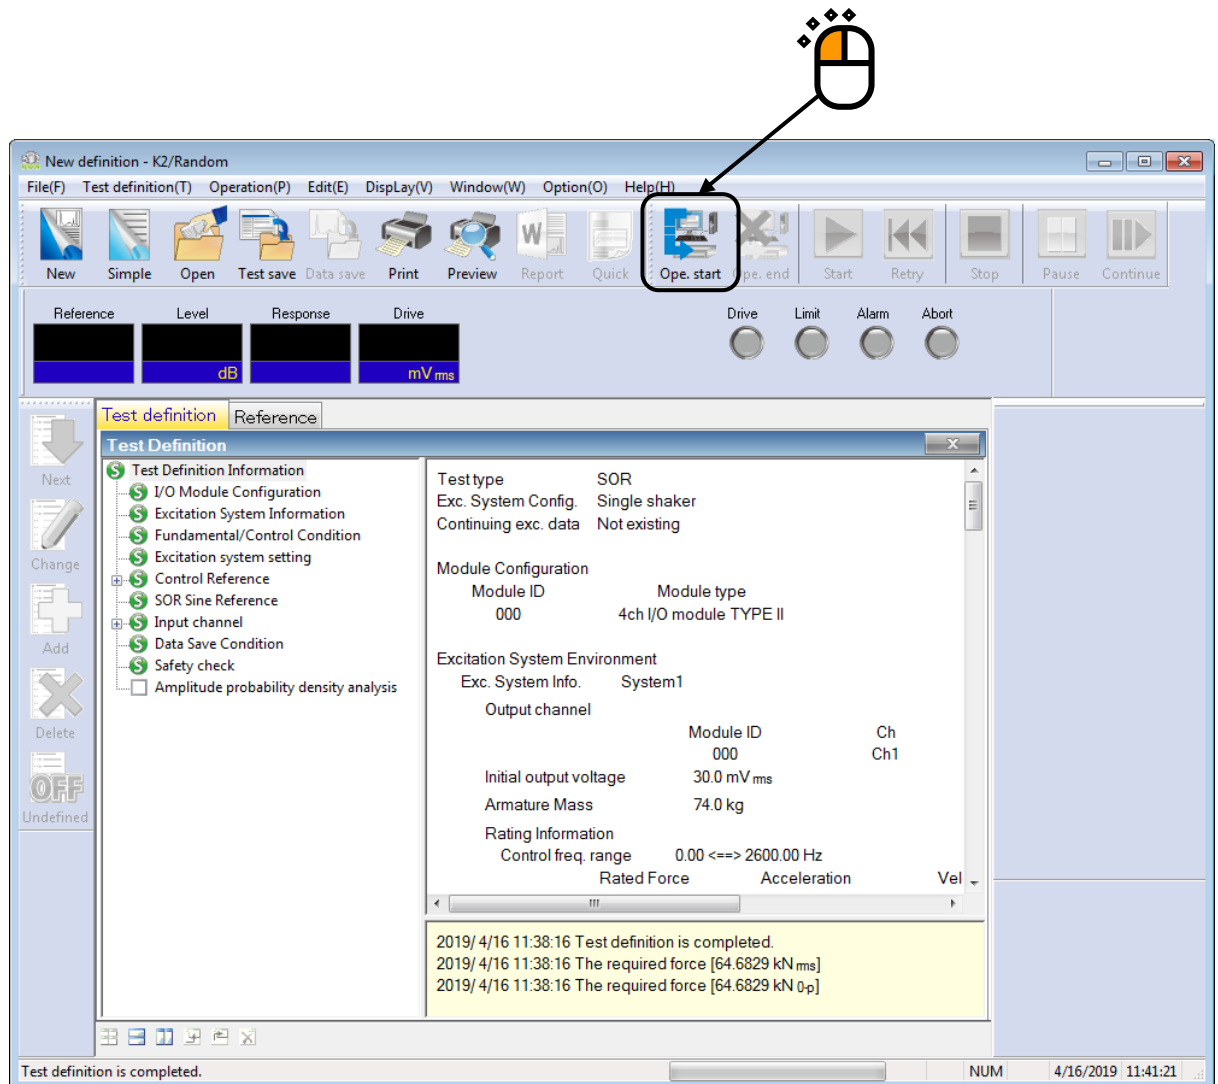 New definition - K2/Random
File(F) Test definition(T) Operation(P) Edit(E) DispLay(V) Window(W) Option(O) Help(H)
New Simple Open Test save Data save Print Preview Report Quick Ope. start Ope. end Start Retry Stop Pause Continue
Reference Level Response Drive Drive Limit Alarm Abort
dB mV rms
Test definition Reference
Test Definition
Next
Change
Add
Delete
OFF
Undefined
Test Definition Information
I/O Module Configuration
Excitation System Information
Fundamental/Control Condition
Excitation system setting
Control Reference
SOR Sine Reference
Input channel
Data Save Condition
Safety check
Amplitude probability density analysis
Test type SOR
Exc. System Config. Single shaker
Continuing exc. data Not existing
Module Configuration
Module ID Module type
000 4ch I/O module TYPE II
Excitation System Environment
Exc. System Info. System1
Output channel
Module ID Ch
000 Ch1
Initial output voltage 30.0 mV rms
Armature Mass 74.0 kg
Rating Information
Control freq. range 0.00 <==> 2600.00 Hz
Rated Force Acceleration Vel
2019/ 4/16 11:38:16 Test definition is completed.
2019/ 4/16 11:38:16 The required force [64.6829 kN rms]
2019/ 4/16 11:38:16 The required force [64.6829 kN 0-p]
Test definition is completed. NUM 4/16/2019 11:41:21